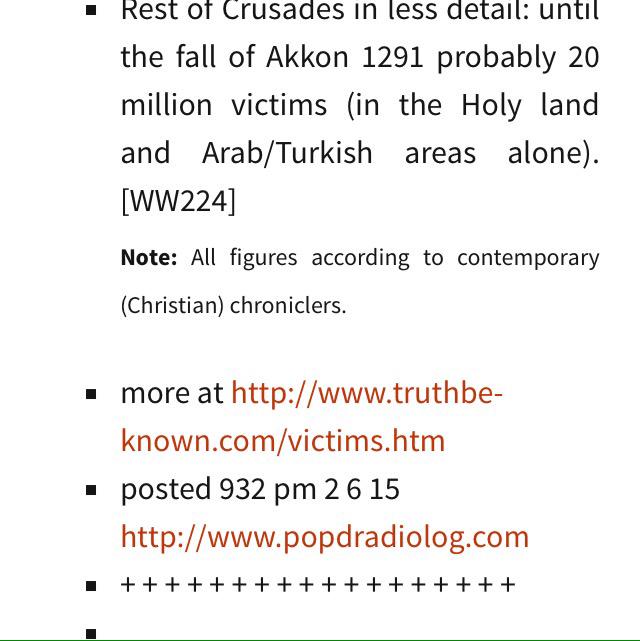 Rest of Crusades in less detail: until
the fall of Akkon 1291 probably 20
million victims (in the Holy land
and Arab/Turkish areas alone).
[WW224]
Note: All figures according to contemporary
(Christian) chroniclers.
more at http://www.truthbe-
known.com/victims.htm
posted 932 pm 2 6 15
http://www.popdradiolog.com
+ + + + + + + + + + + + + + + + + +